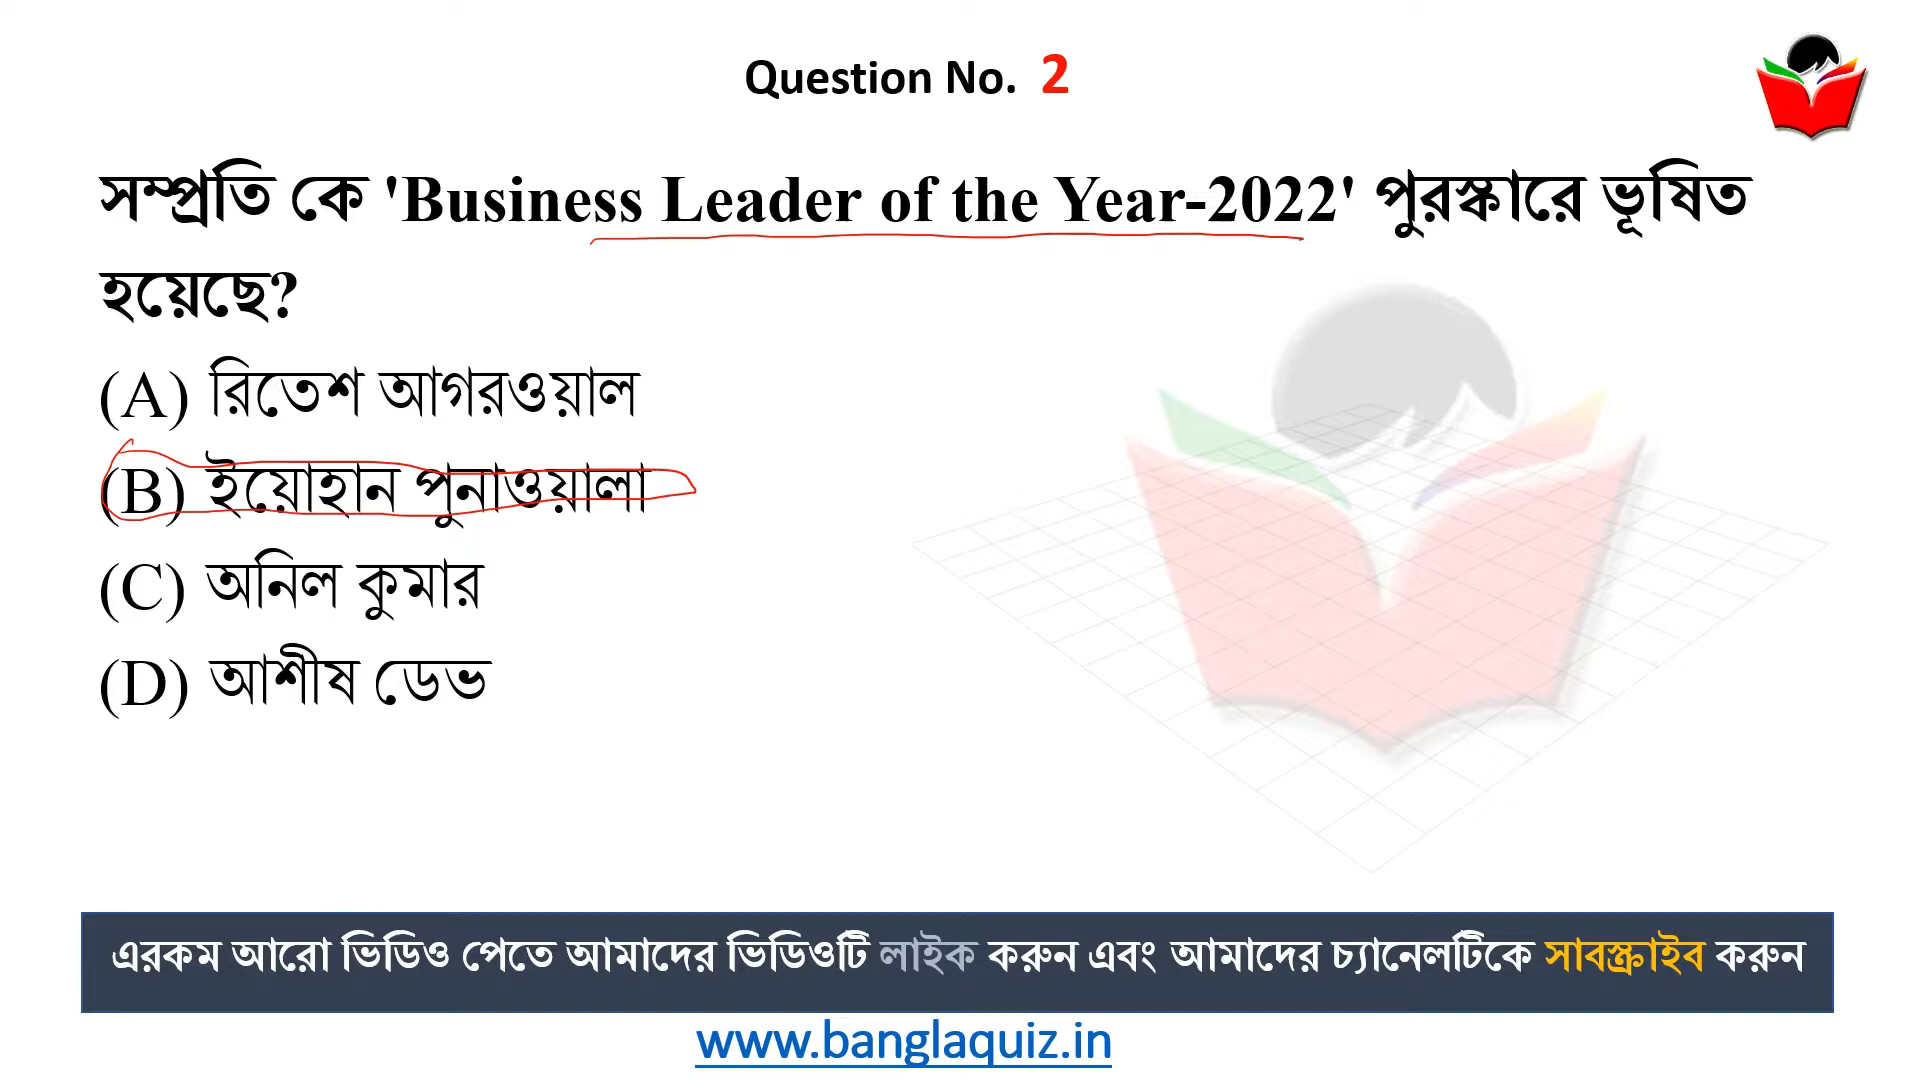 Question No. 2
সম্প্রতি কে 'Business Leader of the Year-2022' পুরস্কারে ভূষিত
হয়েছে?
(A) রিতেশ আগরওয়াল
(B) ইয়োহান পুনাওয়ালা
(C) অনিল কুমার
(D) আশীষ ডেভ
এরকম আরো ভিডিও পেতে আমাদের ভিডিওটি লাইক করুন এবং আমাদের চ্যানেলটিকে সাবস্ক্রাইব করুন
www.banglaquiz.in